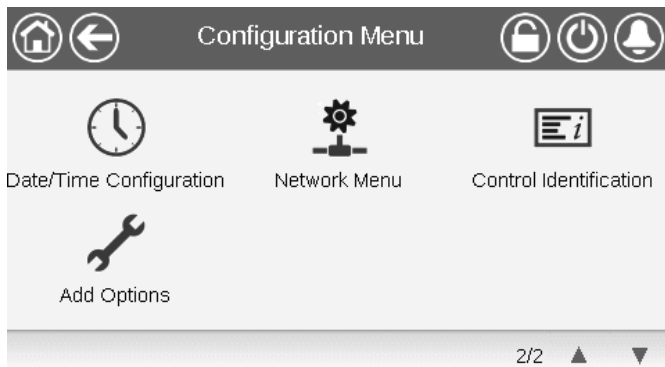 Configuration Menu
Date/Time Configuration
Network Menu
Control Identification
Add Options
2/2